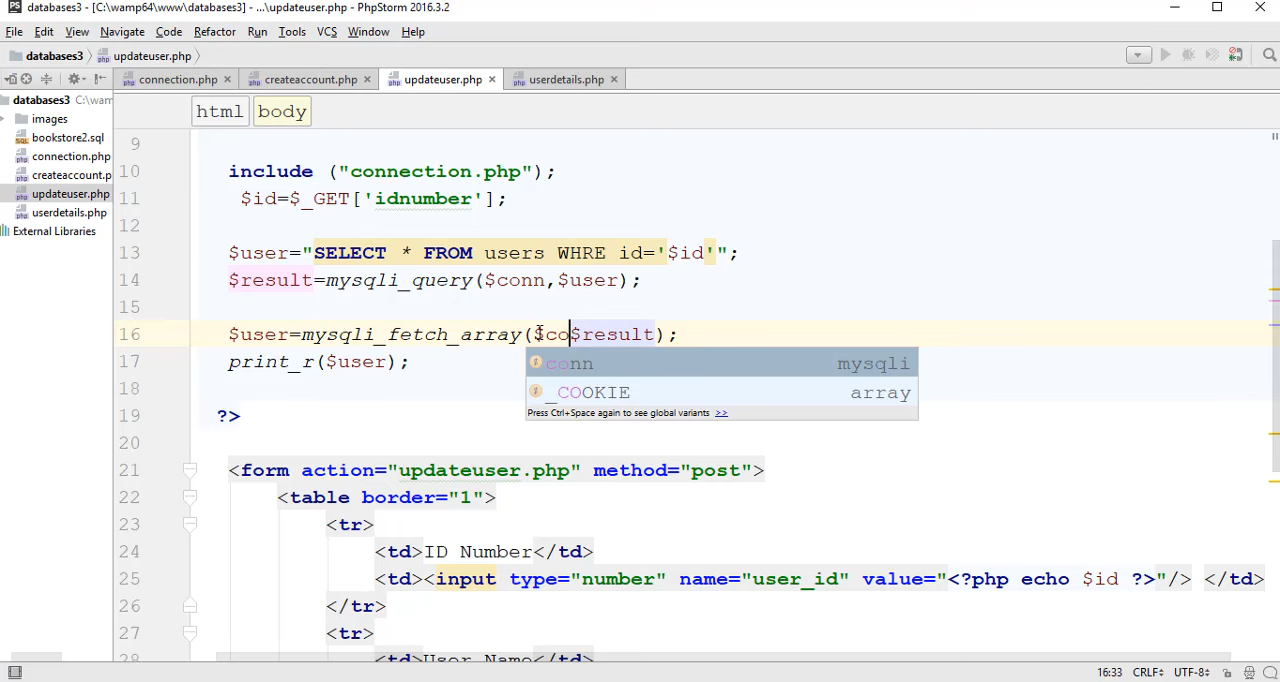 databases3 - [C:\wamp64\www\databases3] - ...\updateuser.php - PhpStorm 2016.3.2
File Edit View Navigate Code Refactor Run Tools VCS Window Help
databases3 updateuser.php
connection.php createaccount.php updateuser.php userdetails.php
databases3 C:\wam
images
bookstore2.sql
connection.php
createaccount.p
updateuser.php
userdetails.php
External Libraries
html body
9
10 include ("connection.php");
11 $id=$_GET['idnumber'];
12
13 $user="SELECT * FROM users WHRE id='$id'";
14 $result=mysqli_query($conn,$user);
15
16 $user=mysqli_fetch_array($co$result);
conn mysqli
_COOKIE array
Press Ctrl+Space again to see global variants >>
17 print_r($user);
18
19 ?>
20
21 <form action="updateuser.php" method="post">
22 <table border="1">
23 <tr>
24 <td>ID Number</td>
25 <td><input type="number" name="user_id" value="<?php echo $id ?>"/> </td>
26 </tr>
27 <tr>
28 <td>User Name</td>
16:33 CRLF UTF-8